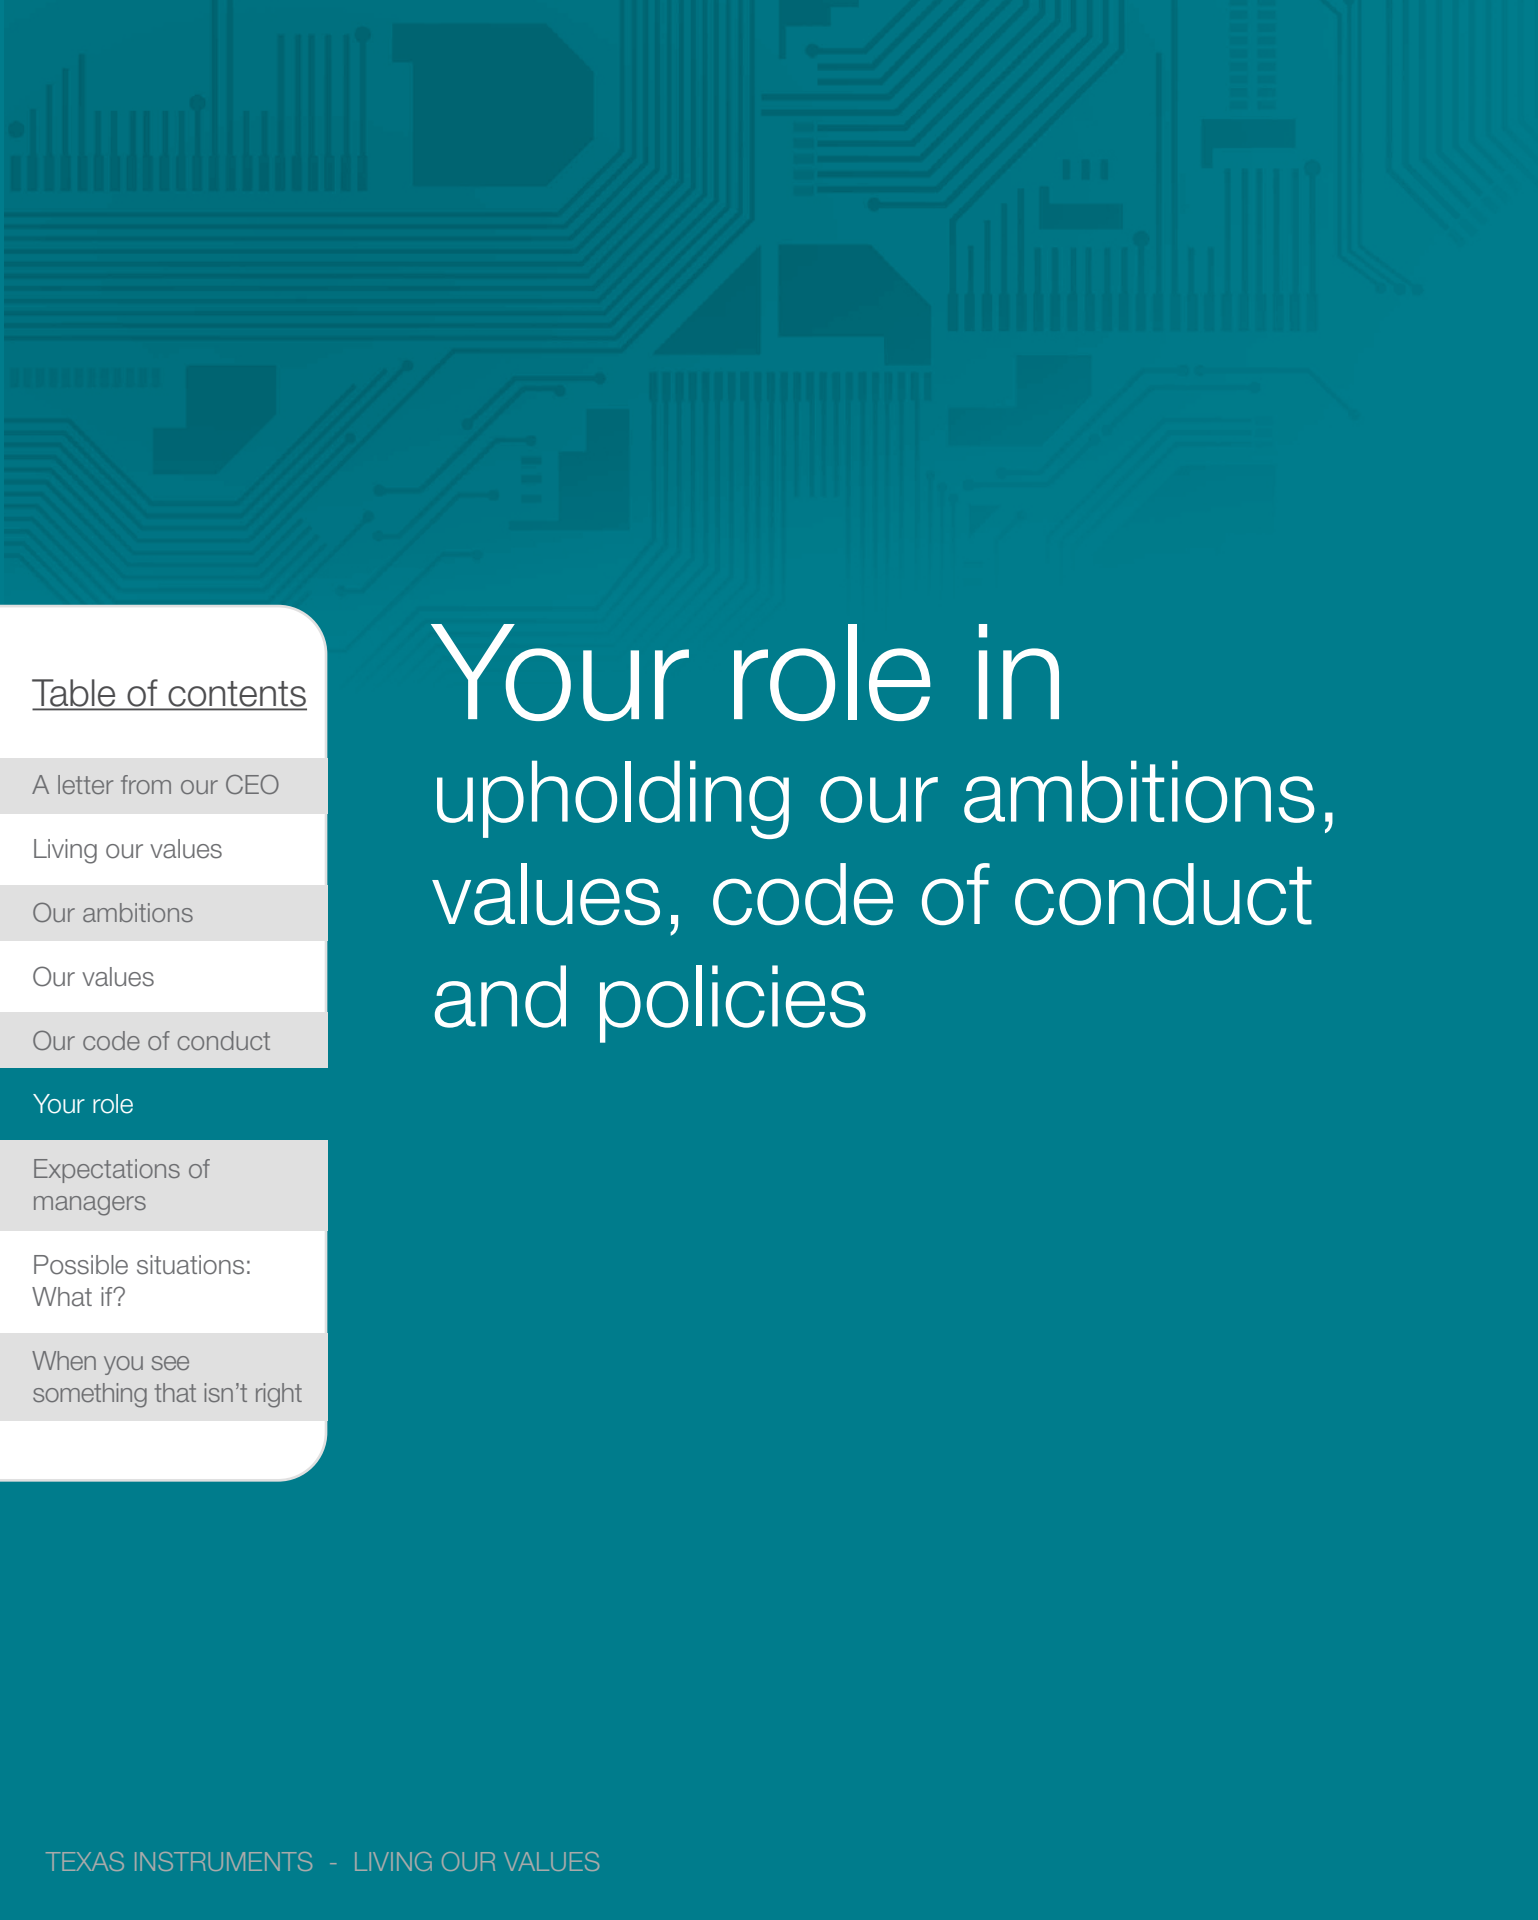 Table of contents
A letter from our CEO
Living our values
Our ambitions
Our values
Our code of conduct
Your role
Expectations of
managers
Possible situations:
What if?
When you see
something that isn’t right
Your role in
upholding our ambitions,
values, code of conduct
and policies
TEXAS INSTRUMENTS - LIVING OUR VALUES